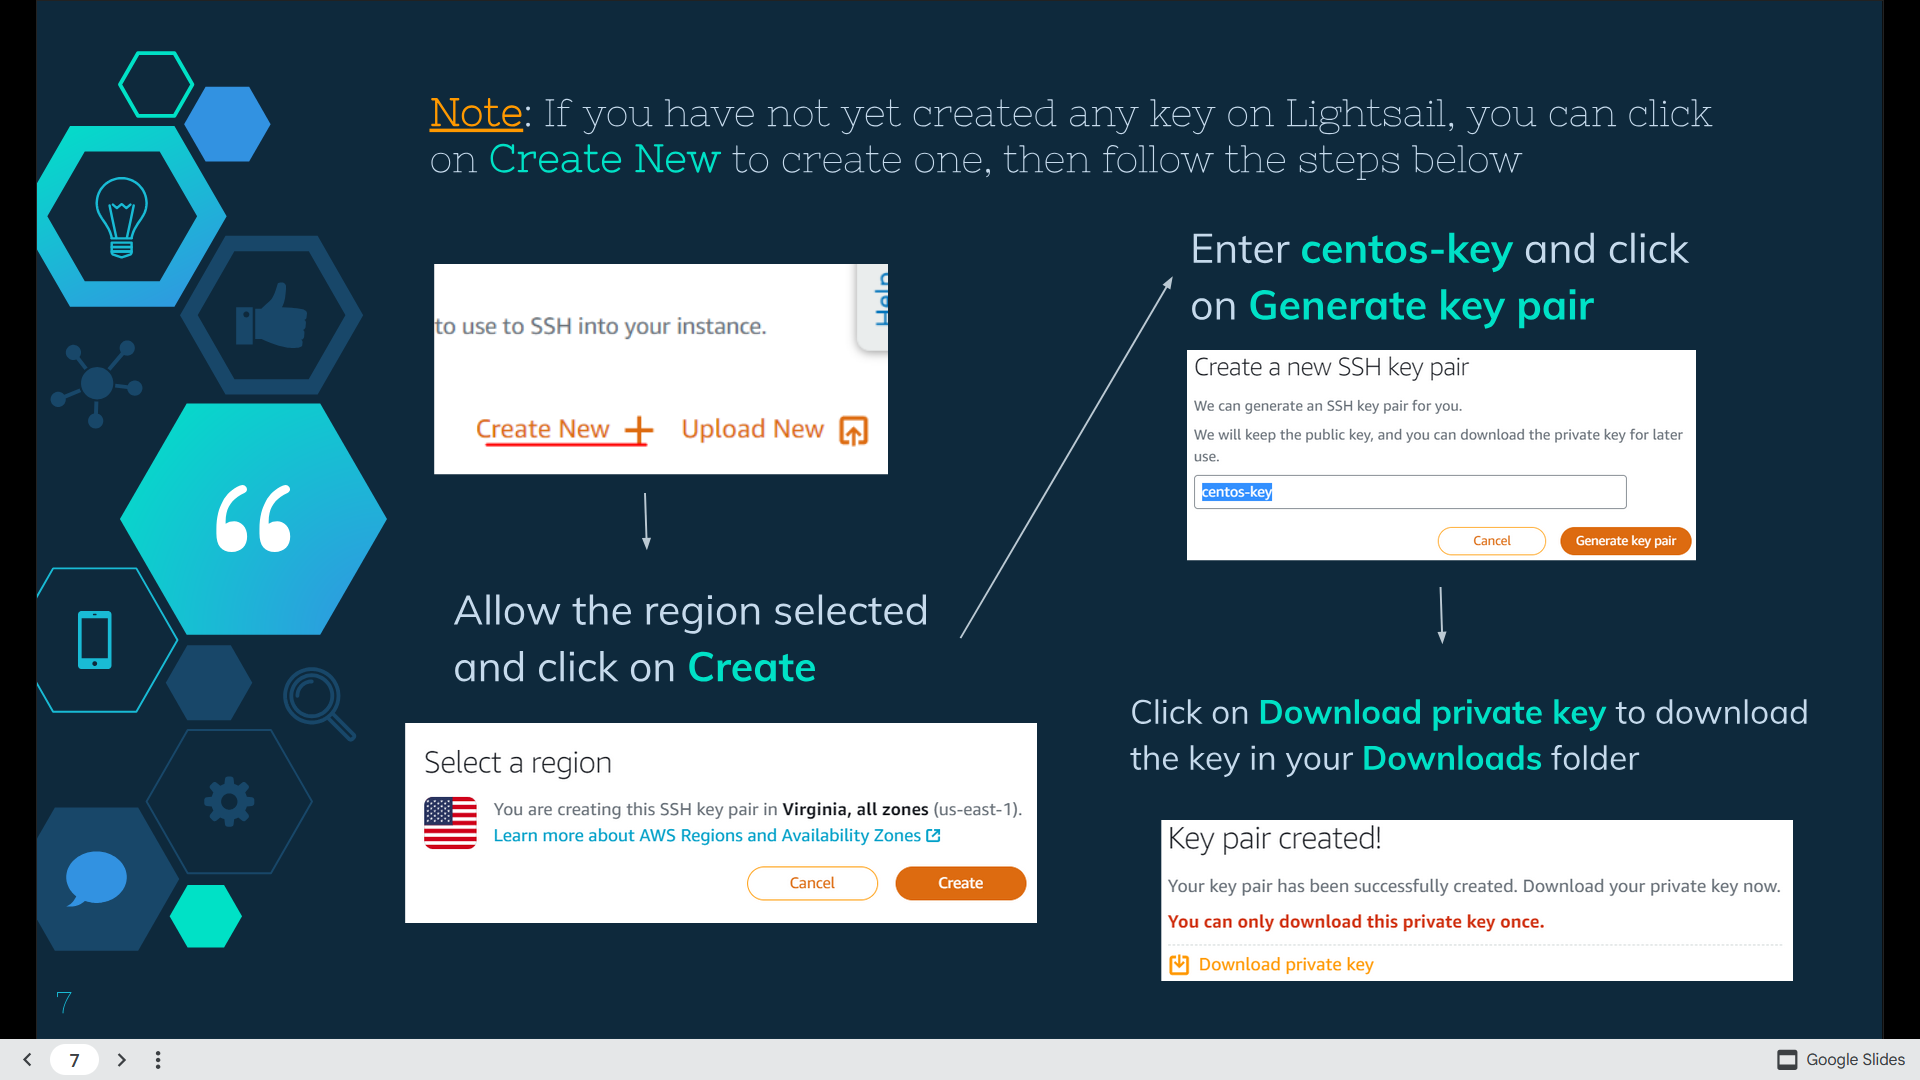 Note: If you have not yet created any key on Lightsail, you can click
on Create New to create one, then follow the steps below
to use to SSH into your instance.
Help
Create New
Upload New
Allow the region selected
and click on Create
Select a region
You are creating this SSH key pair in Virginia, all zones (us-east-1).
Learn more about AWS Regions and Availability Zones
Cancel
Create
Enter centos-key and click
on Generate key pair
Create a new SSH key pair
We can generate an SSH key pair for you.
We will keep the public key, and you can download the private key for later
use.
centos-key
Cancel
Generate key pair
Click on Download private key to download
the key in your Downloads folder
Key pair created!
Your key pair has been successfully created. Download your private key now.
You can only download this private key once.
Download private key
7
7
Google Slides